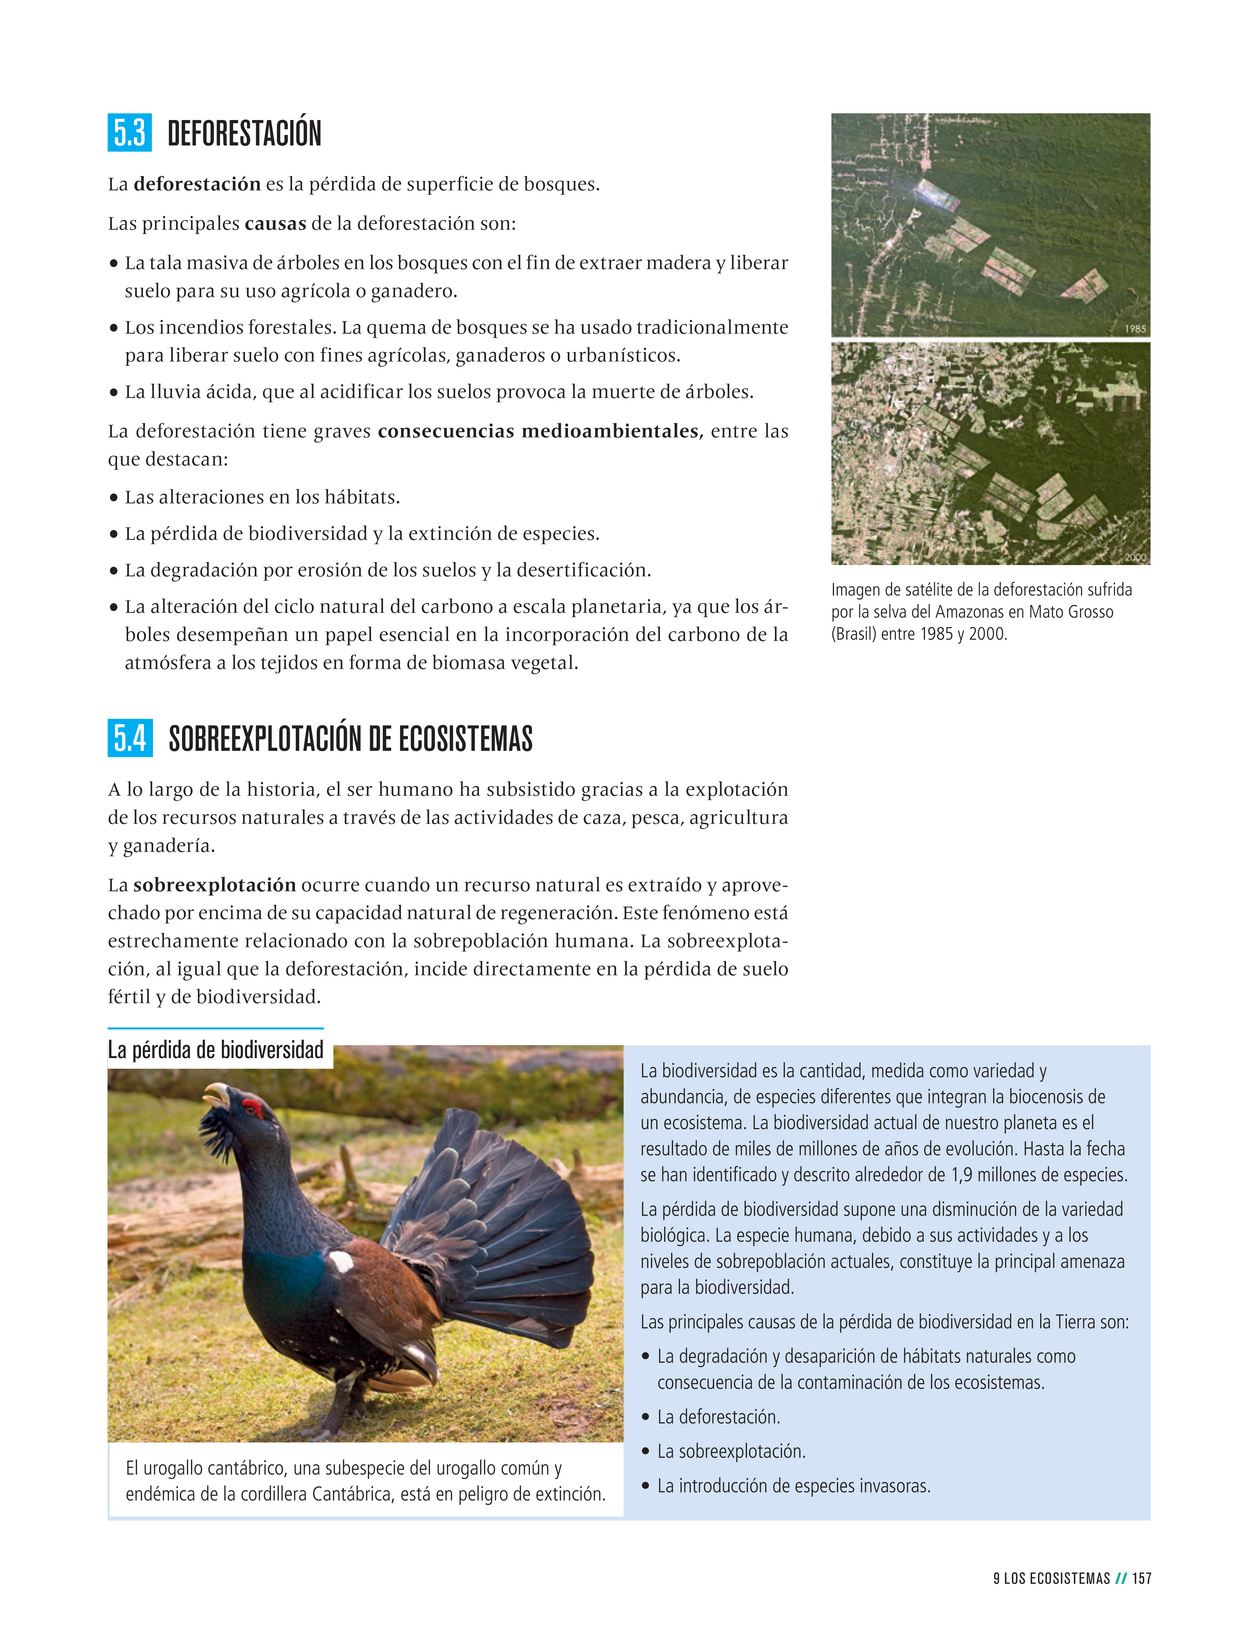 5.3 DEFORESTACIÓN
La deforestación es la pérdida de superficie de bosques.
Las principales causas de la deforestación son:
• La tala masiva de árboles en los bosques con el fin de extraer madera y liberar
suelo para su uso agrícola o ganadero.
• Los incendios forestales. La quema de bosques se ha usado tradicionalmente
para liberar suelo con fines agrícolas, ganaderos o urbanísticos.
• La lluvia ácida, que al acidificar los suelos provoca la muerte de árboles.
La deforestación tiene graves consecuencias medioambientales, entre las
que destacan:
• Las alteraciones en los hábitats.
• La pérdida de biodiversidad y la extinción de especies.
• La degradación por erosión de los suelos y la desertificación.
• La alteración del ciclo natural del carbono a escala planetaria, ya que los ár-
boles desempeñan un papel esencial en la incorporación del carbono de la
atmósfera a los tejidos en forma de biomasa vegetal.
1985
2000
Imagen de satélite de la deforestación sufrida
por la selva del Amazonas en Mato Grosso
(Brasil) entre 1985 y 2000.
5.4 SOBREEXPLOTACIÓN DE ECOSISTEMAS
A lo largo de la historia, el ser humano ha subsistido gracias a la explotación
de los recursos naturales a través de las actividades de caza, pesca, agricultura
y ganadería.
La sobreexplotación ocurre cuando un recurso natural es extraído y aprove-
chado por encima de su capacidad natural de regeneración. Este fenómeno está
estrechamente relacionado con la sobrepoblación humana. La sobreexplota-
ción, al igual que la deforestación, incide directamente en la pérdida de suelo
fértil y de biodiversidad.
La pérdida de biodiversidad
El urogallo cantábrico, una subespecie del urogallo común y
endémica de la cordillera Cantábrica, está en peligro de extinción.
La biodiversidad es la cantidad, medida como variedad y
abundancia, de especies diferentes que integran la biocenosis de
un ecosistema. La biodiversidad actual de nuestro planeta es el
resultado de miles de millones de años de evolución. Hasta la fecha
se han identificado y descrito alrededor de 1,9 millones de especies.
La pérdida de biodiversidad supone una disminución de la variedad
biológica. La especie humana, debido a sus actividades y a los
niveles de sobrepoblación actuales, constituye la principal amenaza
para la biodiversidad.
Las principales causas de la pérdida de biodiversidad en la Tierra son:
• La degradación y desaparición de hábitats naturales como
consecuencia de la contaminación de los ecosistemas.
• La deforestación.
• La sobreexplotación.
• La introducción de especies invasoras.
9 LOS ECOSISTEMAS // 157